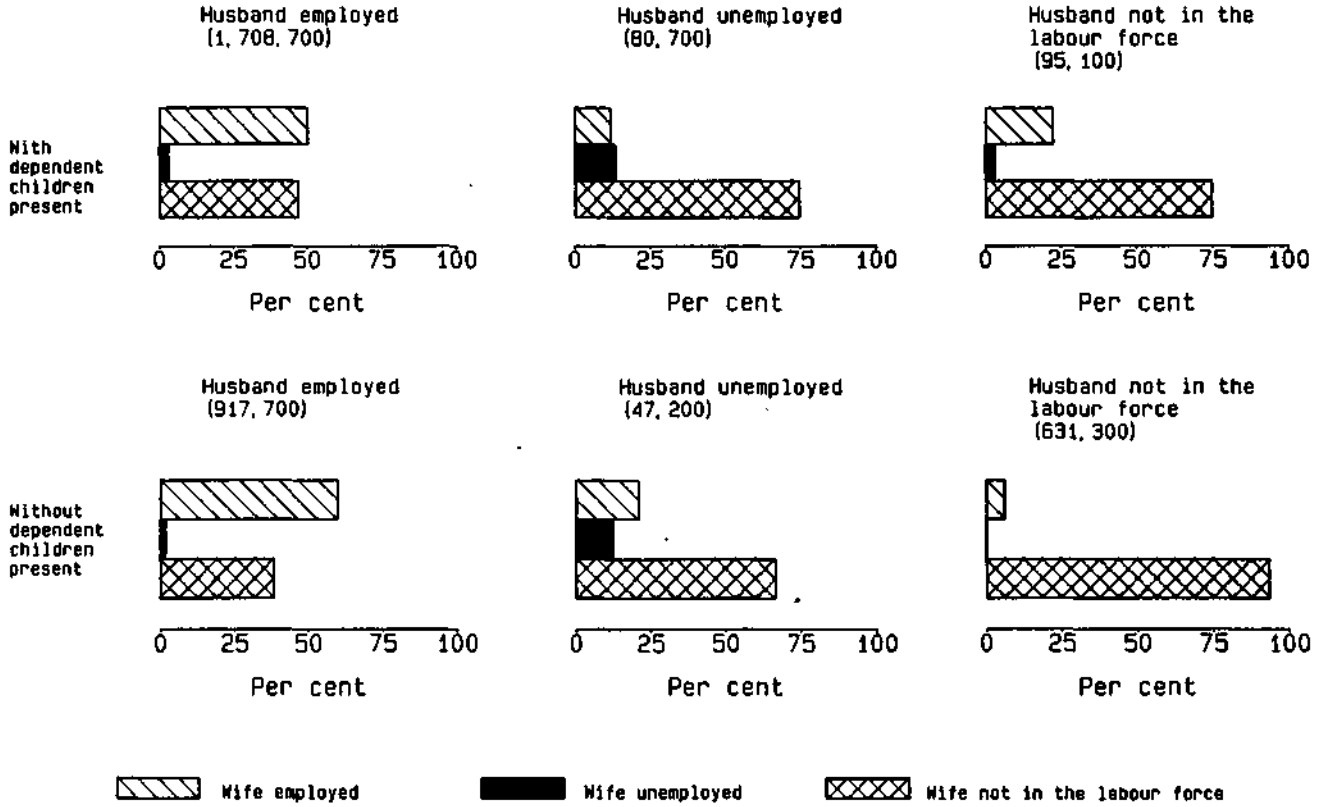 Husband employed
(1, 708, 700)
Husband unemployed
(80, 700)
Husband not in the
labour force
(95, 100)
With
dependent
children
present
0 25 50 75 100
Per cent
0 25 50 75 100
Per cent
0 25 50 75 100
Per cent
Husband employed
(917, 700)
Husband unemployed
(47, 200)
Husband not in the
labour force
(631, 300)
Without
dependent
children
present
0 25 50 75 100
Per cent
0 25 50 75 100
Per cent
0 25 50 75 100
Per cent
Wife employed
Wife unemployed
Wife not in the labour force